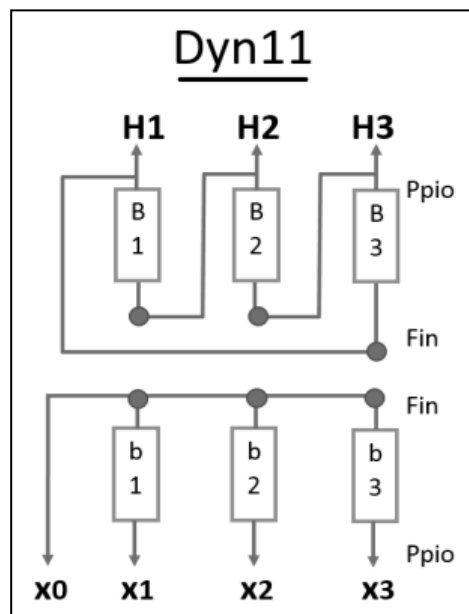 Dyn11
H1 H2 H3
Ppio
B B B
1 2 3
Fin
Fin
b b b
1 2 3
Ppio
x0 x1 x2 x3